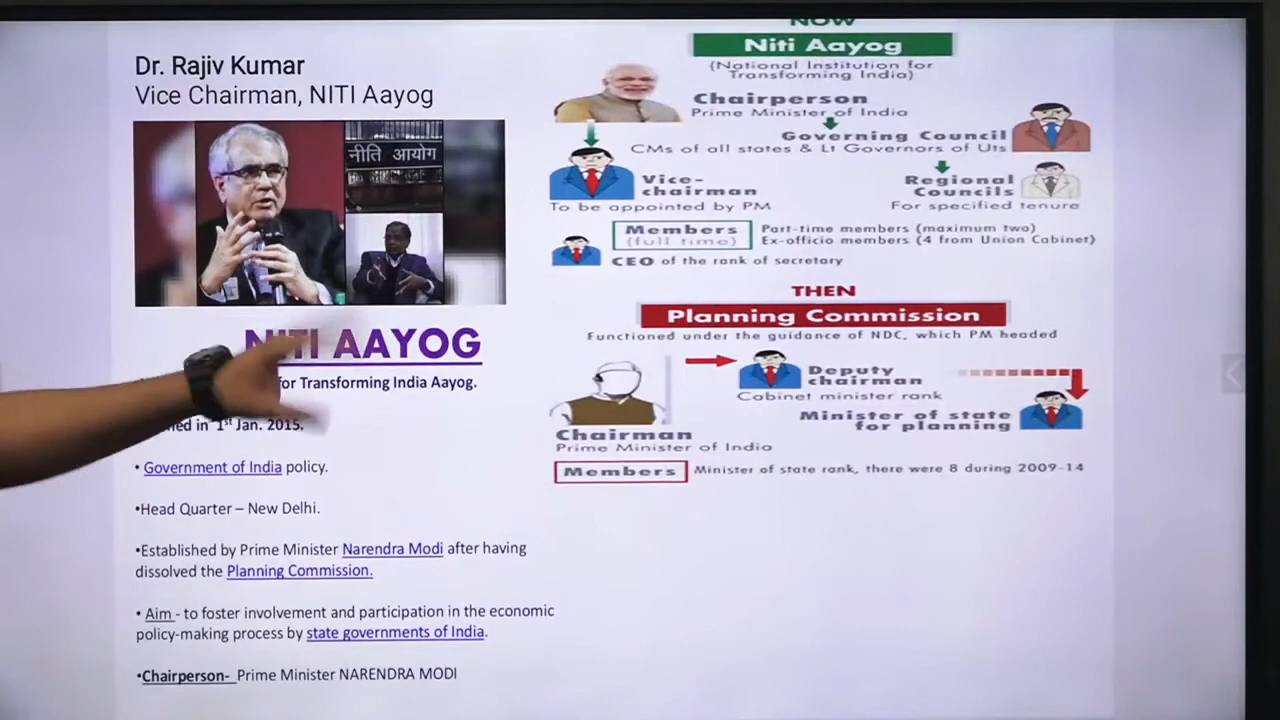 Dr. Rajiv Kumar
Vice Chairman, NITI Aayog
नीति आयोग
NITI AAYOG
for Transforming India Aayog.
in 1st Jan. 2015.
• Government of India policy.
•Head Quarter – New Delhi.
•Established by Prime Minister Narendra Modi after having
dissolved the Planning Commission.
• Aim - to foster involvement and participation in the economic
policy-making process by state governments of India.
•Chairperson- Prime Minister NARENDRA MODI
NOW
Niti Aayog
(National Institution for
Transforming India)
Chairperson
Prime Minister of India
Governing Council
CMs of all states & Lt Governors of Uts
Vice-
chairman
To be appointed by PM
Regional
Councils
For specified tenure
Members
(full time)
Part-time members (maximum two)
Ex-officio members (4 from Union Cabinet)
CEO of the rank of secretary
THEN
Planning Commission
Functioned under the guidance of NDC, which PM headed
Deputy
chairman
Cabinet minister rank
Minister of state
for planning
Chairman
Prime Minister of India
Members
Minister of state rank, there were 8 during 2009-14